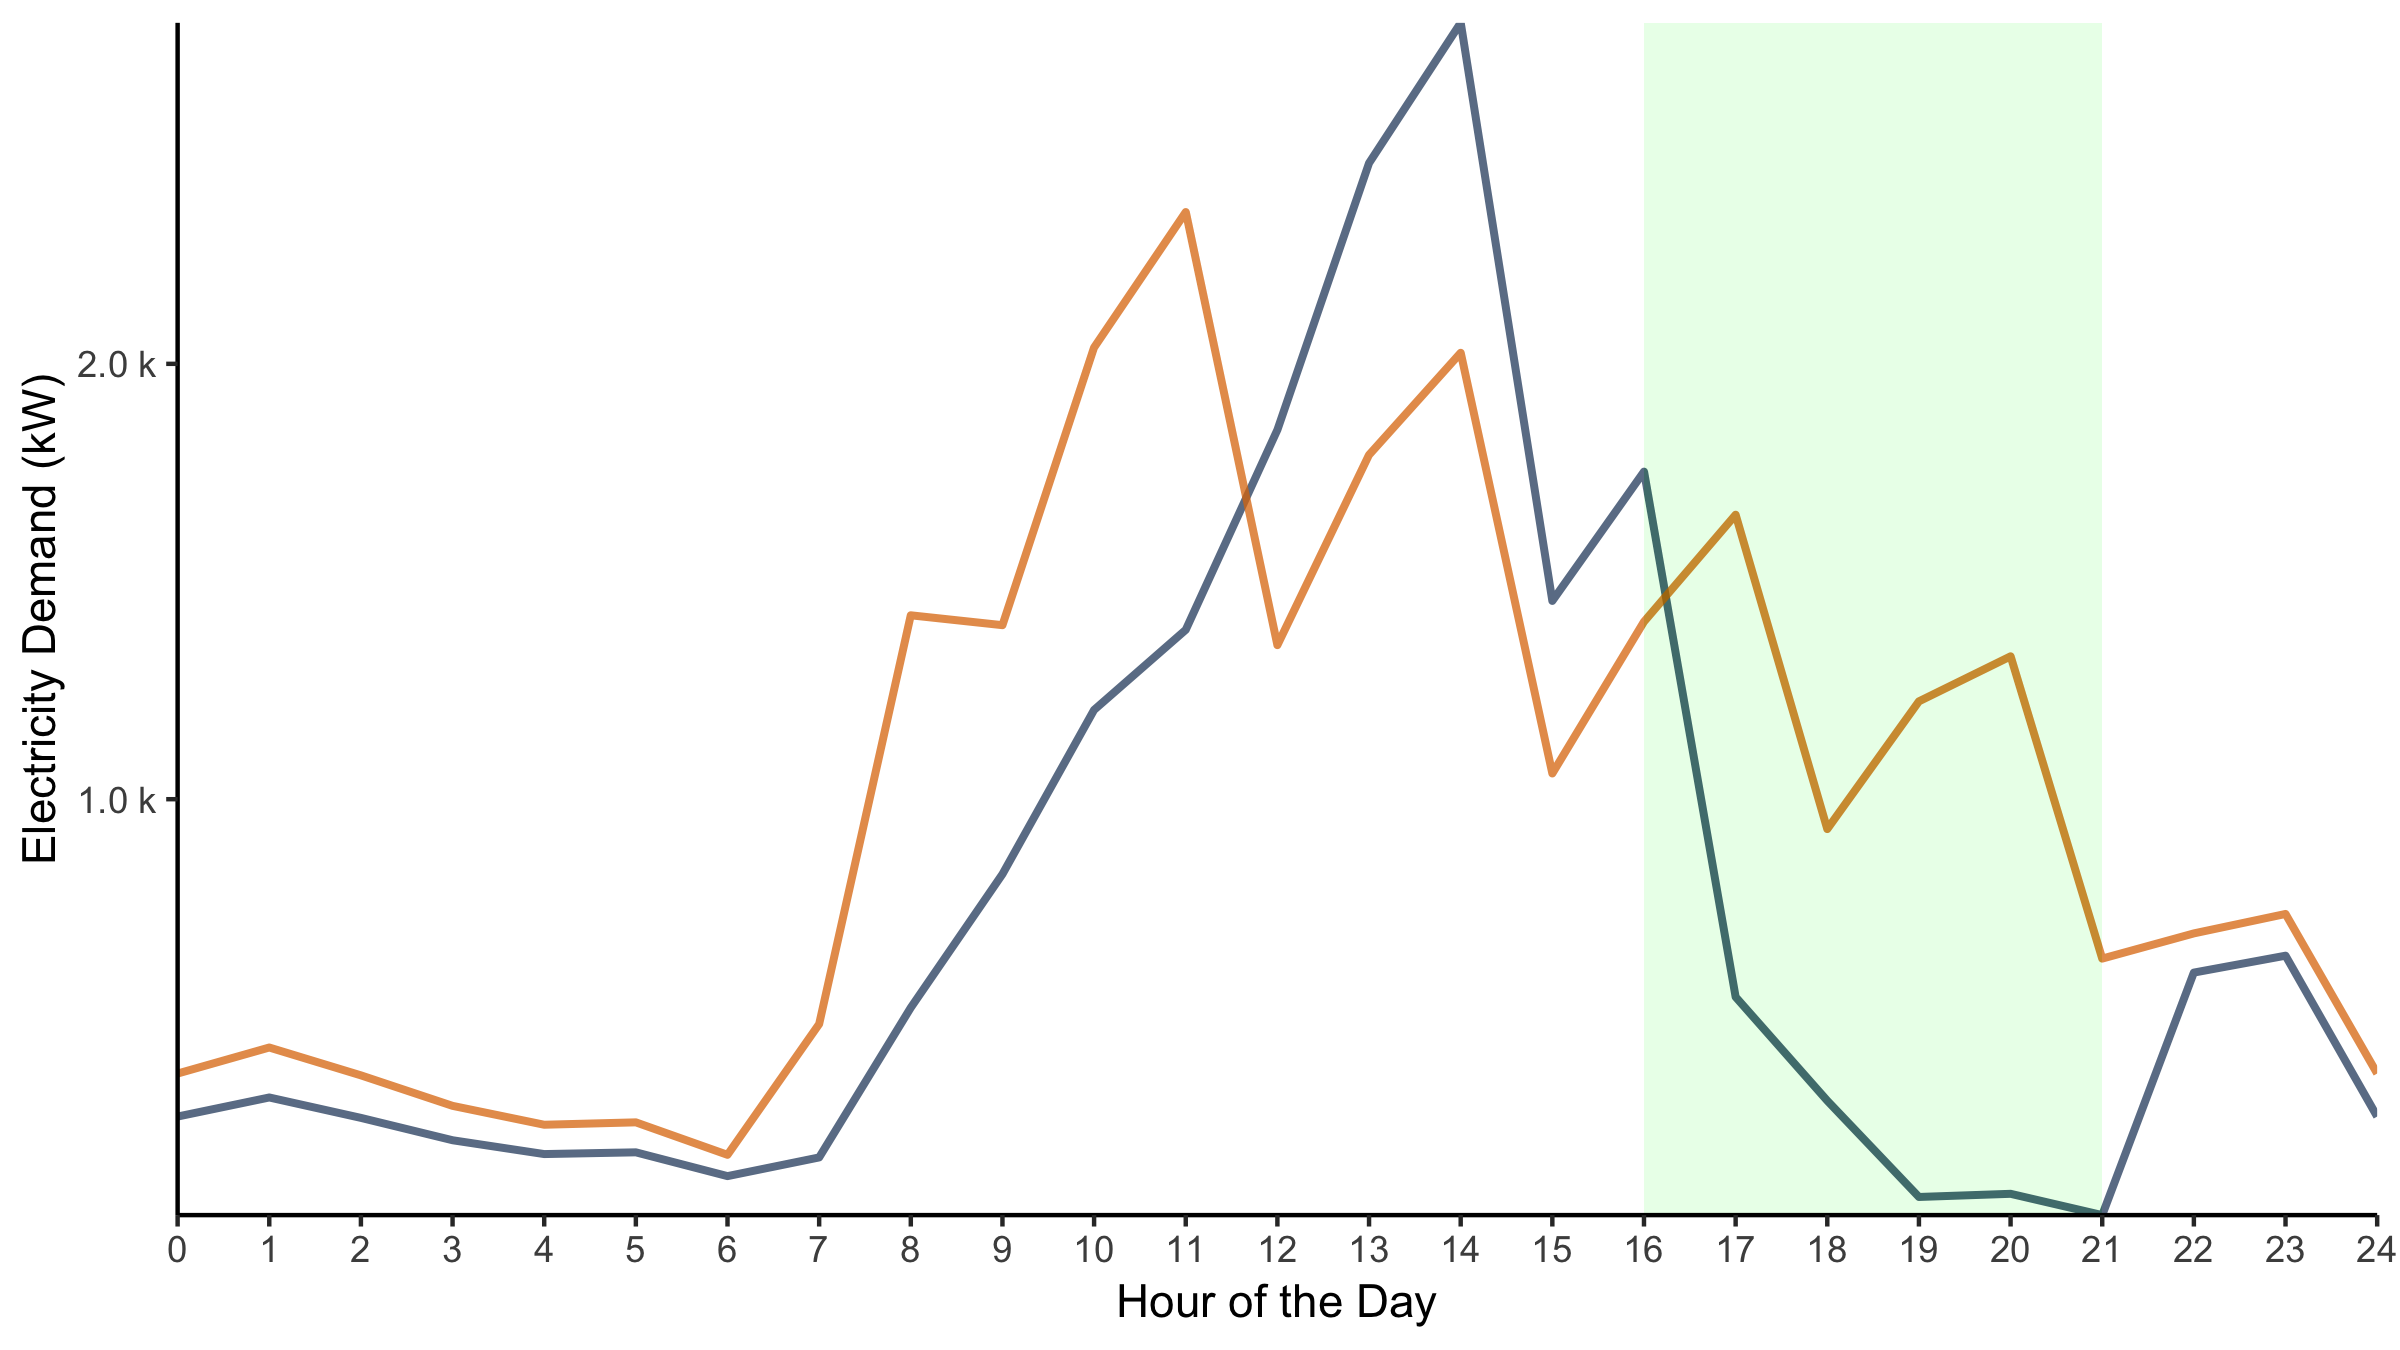 Electricity Demand (kW)
2.0 k
1.0 k
0 1 2 3 4 5 6 7 8 9 10 11 12 13 14 15 16 17 18 19 20 21 22 23 24
Hour of the Day